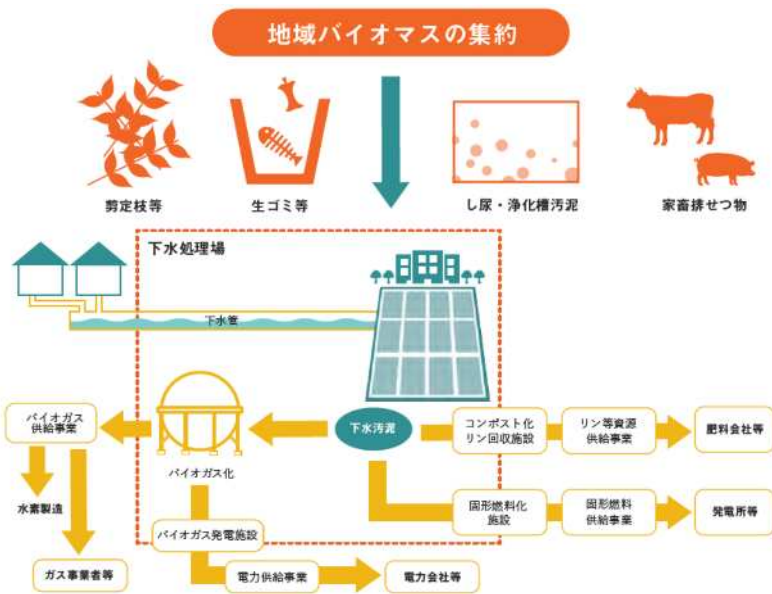 地域バイオマスの集約
剪定枝等
生ゴミ等
し尿・浄化槽汚泥
家畜排せつ物
下水処理場
下水管
バイオガス
供給事業
バイオガス化
下水汚泥
コンポスト化
リン回収施設
リン等資源
供給事業
肥料会社等
水素製造
固形燃料化
施設
固形燃料
供給事業
発電所等
バイオガス発電施設
ガス事業者等
電力供給事業
電力会社等